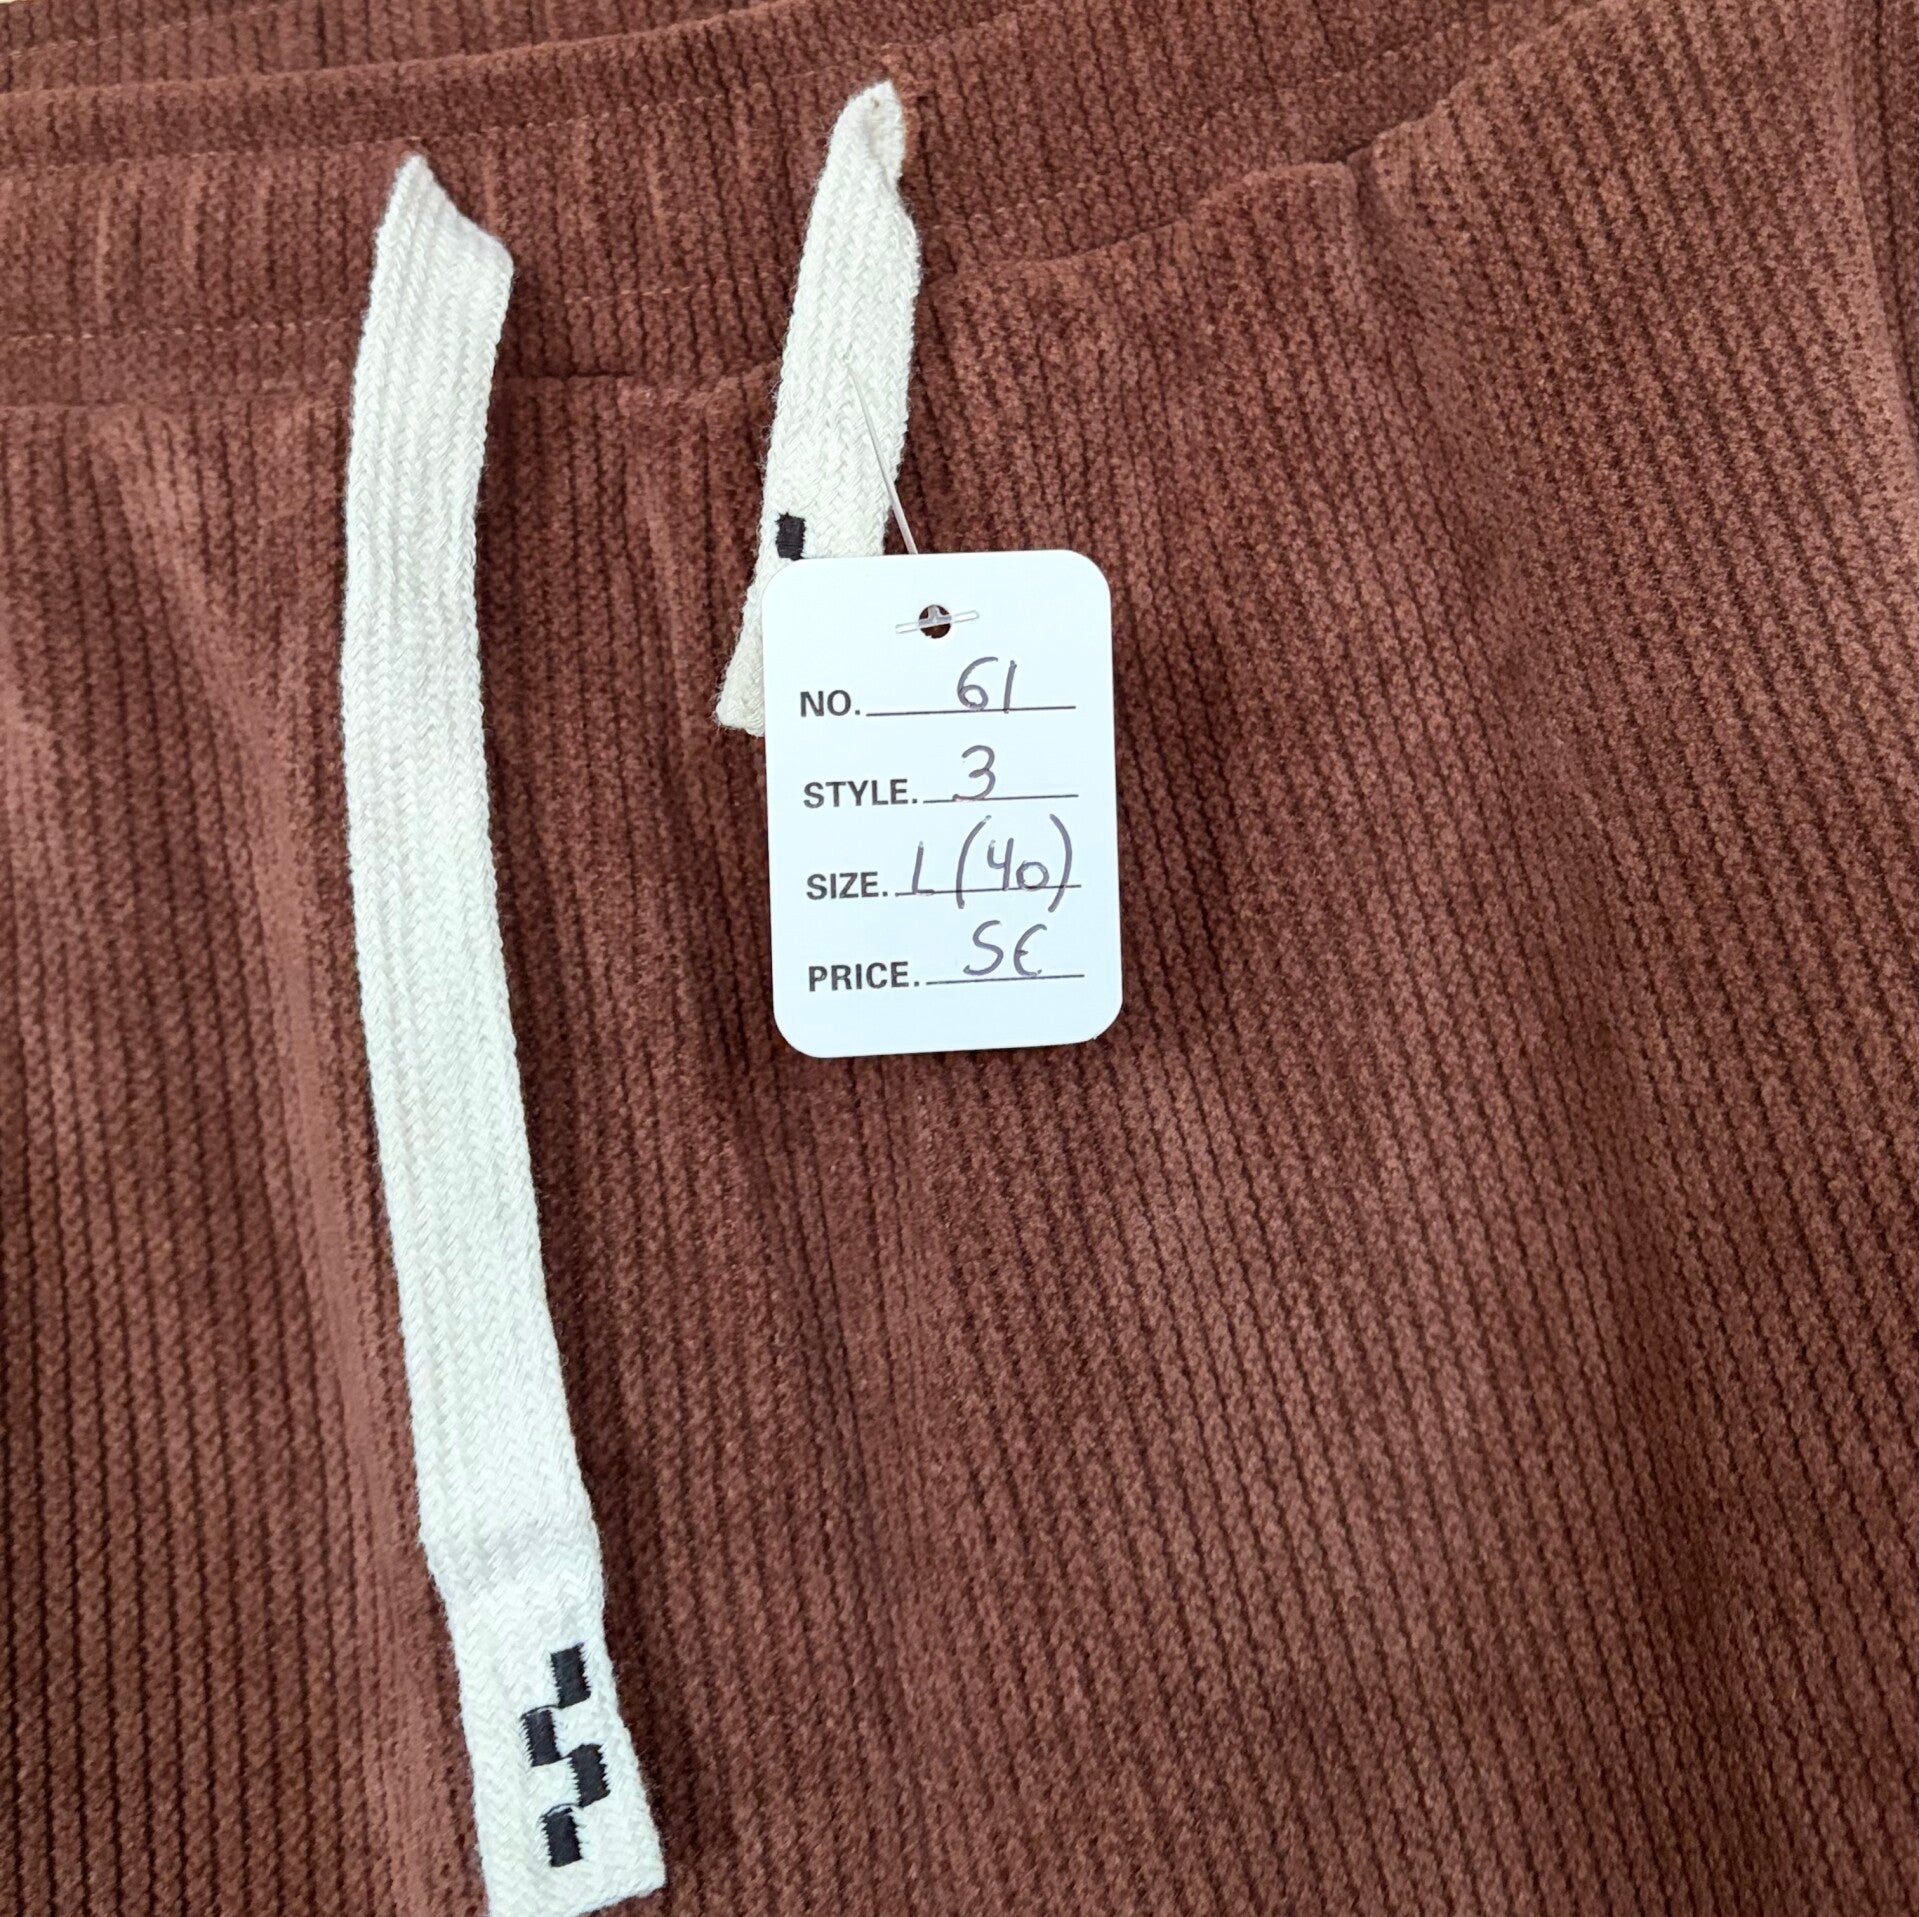 NO. 61
STYLE. 3
SIZE. L (40)
PRICE. 5€